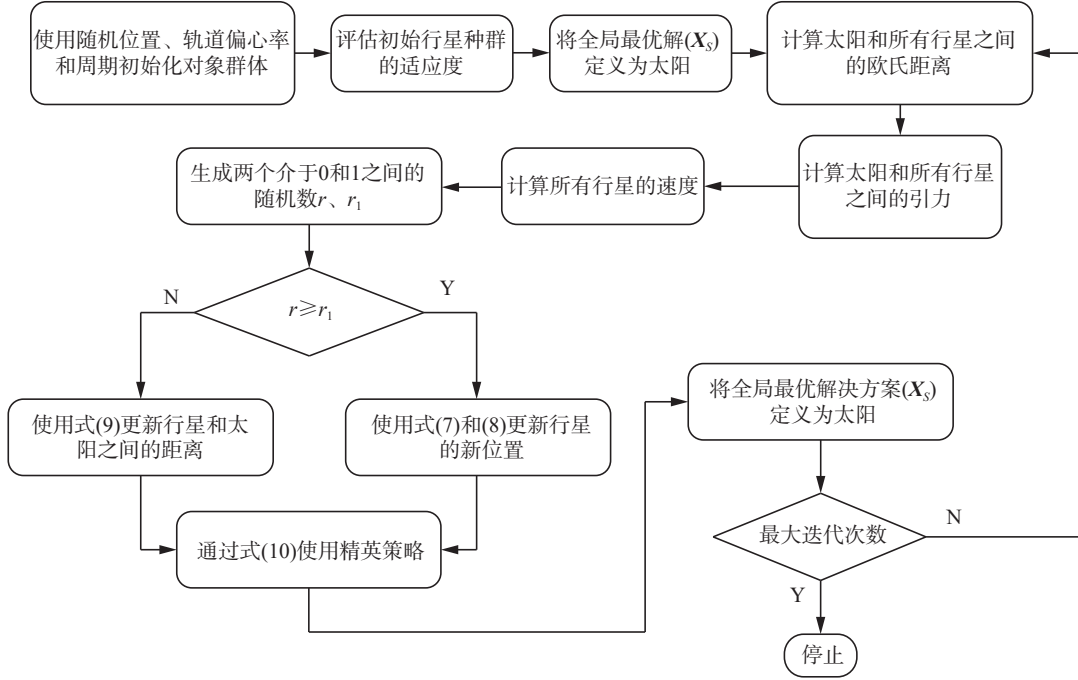 使用随机位置、轨道偏心率
和周期初始化对象群体
评估初始行星种群
的适应度
将全局最优解(Xₛ)
定义为太阳
计算太阳和所有行星之间
的欧氏距离
计算太阳和所有行星
之间的引力
计算所有行星的速度
生成两个介于0和1之间的
随机数r、r₁
r⩾r₁
N
Y
使用式(9)更新行星和太
阳之间的距离
使用式(7)和(8)更新行星
的新位置
通过式(10)使用精英策略
将全局最优解决方案(Xₛ)
定义为太阳
最大迭代次数
N
Y
停止